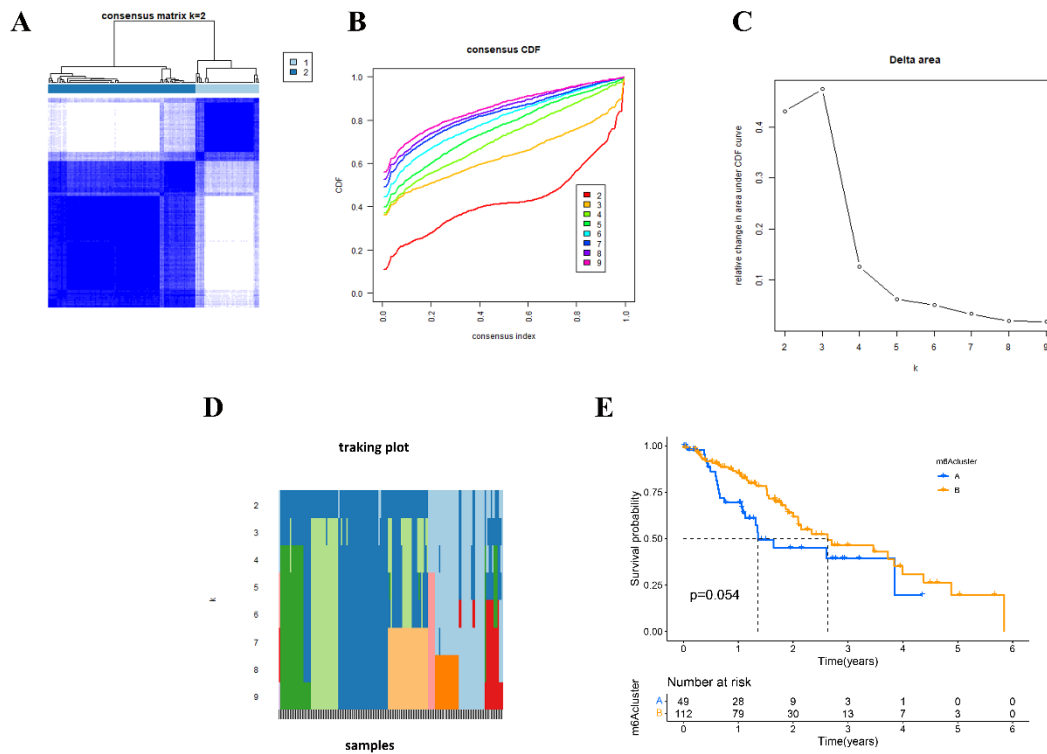 A
consensus matrix k=2
1
2
B
consensus CDF
CDF
1.0
0.8
0.6
0.4
0.2
0.0
2
3
4
5
6
7
8
9
0.0
0.2
0.4
0.6
0.8
1.0
consensus index
C
Delta area
relative change in area under CDF curve
0.4
0.3
0.2
0.1
2
3
4
5
6
7
8
9
k
D
traking plot
k
2
3
4
5
6
7
8
9
samples
E
m6Acluster
A
B
Survival probability
1.00
0.75
0.50
0.25
0.00
p=0.054
0 1 2 3 4 5 6
Time(years)
Number at risk
m6Acluster
A 49 28 9 3 1 0 0
B 112 79 30 13 7 3 0
0 1 2 3 4 5 6
Time(years)